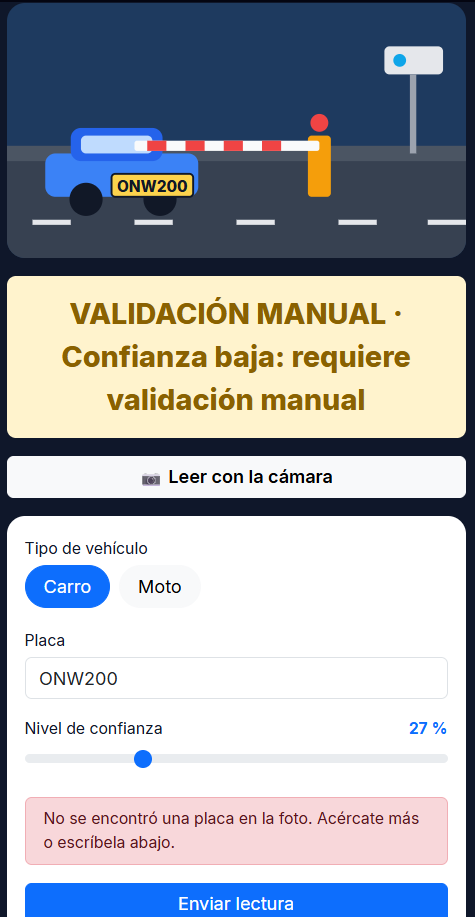 ONW200
VALIDACIÓN MANUAL ·
Confianza baja: requiere
validación manual
Leer con la cámara
Tipo de vehículo
Carro
Moto
Placa
ONW200
Nivel de confianza
27 %
No se encontró una placa en la foto. Acércate más
o escríbela abajo.
Enviar lectura